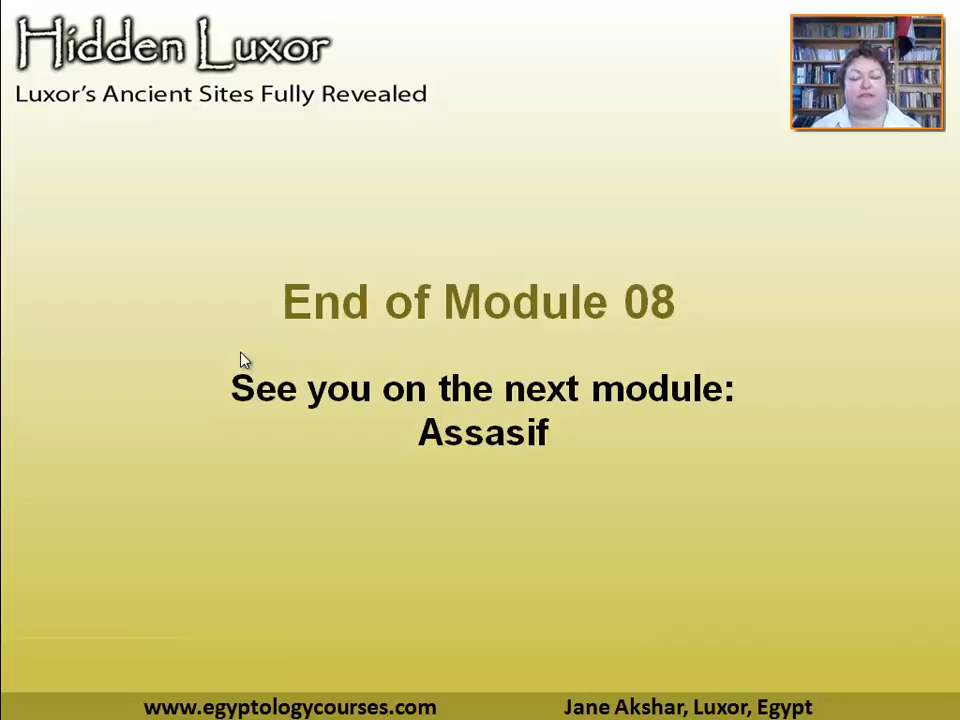 Hidden Luxor
Luxor's Ancient Sites Fully Revealed
End of Module 08
See you on the next module:
Assasif
www.egyptologycourses.com Jane Akshar, Luxor, Egypt